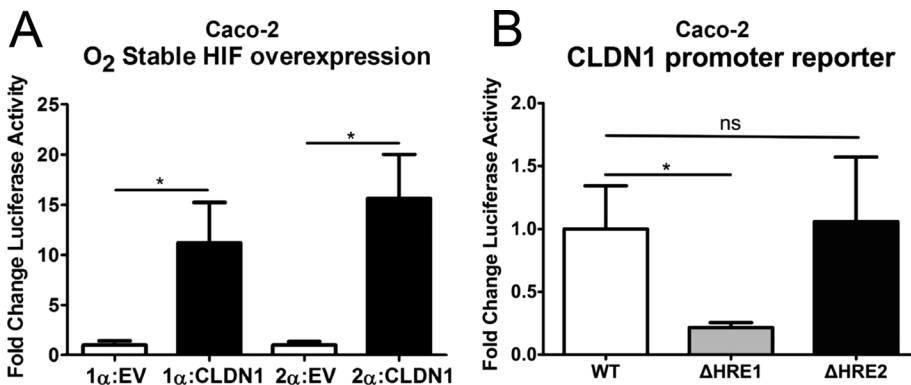 A
Caco-2
O2 Stable HIF overexpression
Fold Change Luciferase Activity
25
20
15
10
5
0
*
*
1α:EV 1α:CLDN1 2α:EV 2α:CLDN1
B
Caco-2
CLDN1 promoter reporter
Fold Change Luciferase Activity
2.0
1.5
1.0
0.5
0.0
ns
*
WT ΔHRE1 ΔHRE2